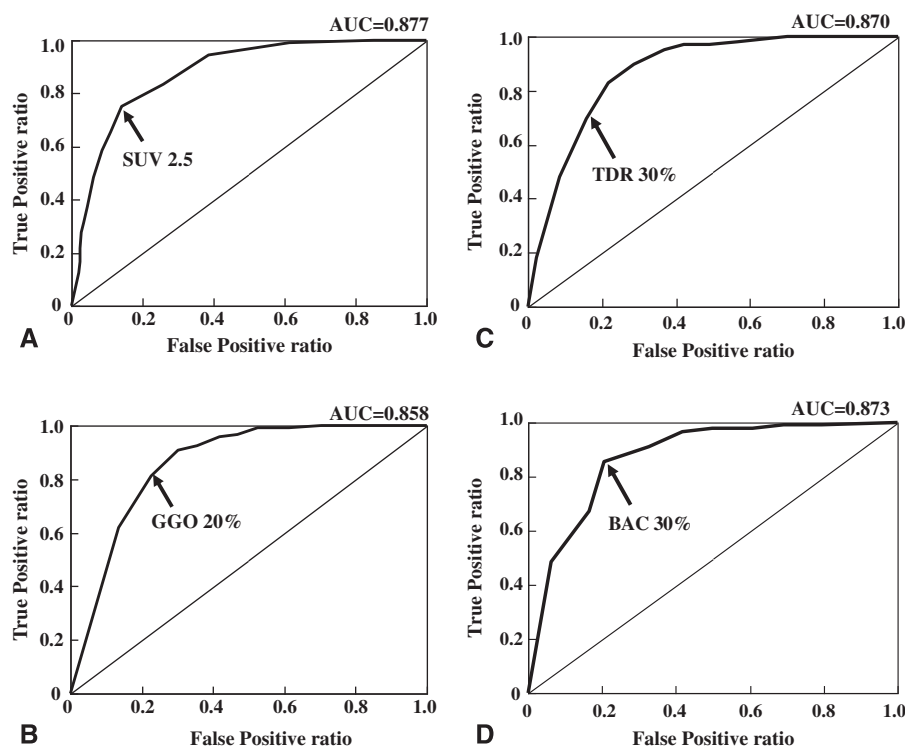 AUC=0.877
1.0
0.8
0.6
0.4
0.2
0
True Positive ratio
SUV 2.5
0 0.2 0.4 0.6 0.8 1.0
False Positive ratio
A
AUC=0.870
1.0
0.8
0.6
0.4
0.2
0
True Positive ratio
TDR 30%
0 0.2 0.4 0.6 0.8 1.0
False Positive ratio
C
AUC=0.858
1.0
0.8
0.6
0.4
0.2
0
True Positive ratio
GGO 20%
0 0.2 0.4 0.6 0.8 1.0
False Positive ratio
B
AUC=0.873
1.0
0.8
0.6
0.4
0.2
0
True Positive ratio
BAC 30%
0 0.2 0.4 0.6 0.8 1.0
False Positive ratio
D